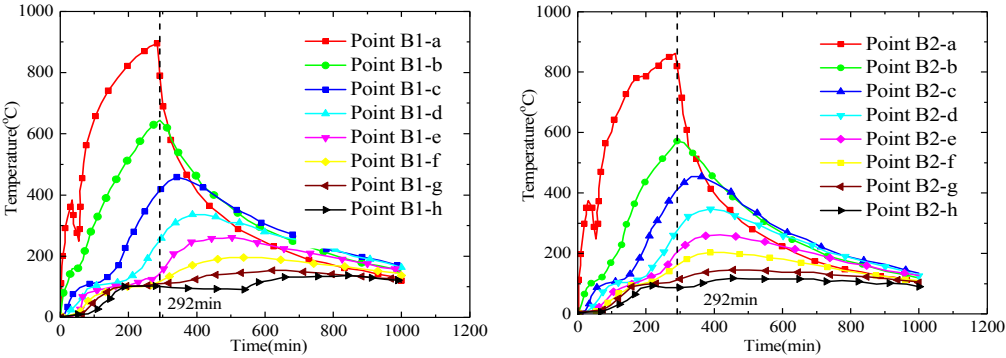 1000
800
600
400
200
0
Temperature(°C)
Point B1-a
Point B1-b
Point B1-c
Point B1-d
Point B1-e
Point B1-f
Point B1-g
Point B1-h
292min
0 200 400 600 800 1000 1200
Time(min)
1000
800
600
400
200
0
Temperature(°C)
Point B2-a
Point B2-b
Point B2-c
Point B2-d
Point B2-e
Point B2-f
Point B2-g
Point B2-h
292min
0 200 400 600 800 1000 1200
Time(min)